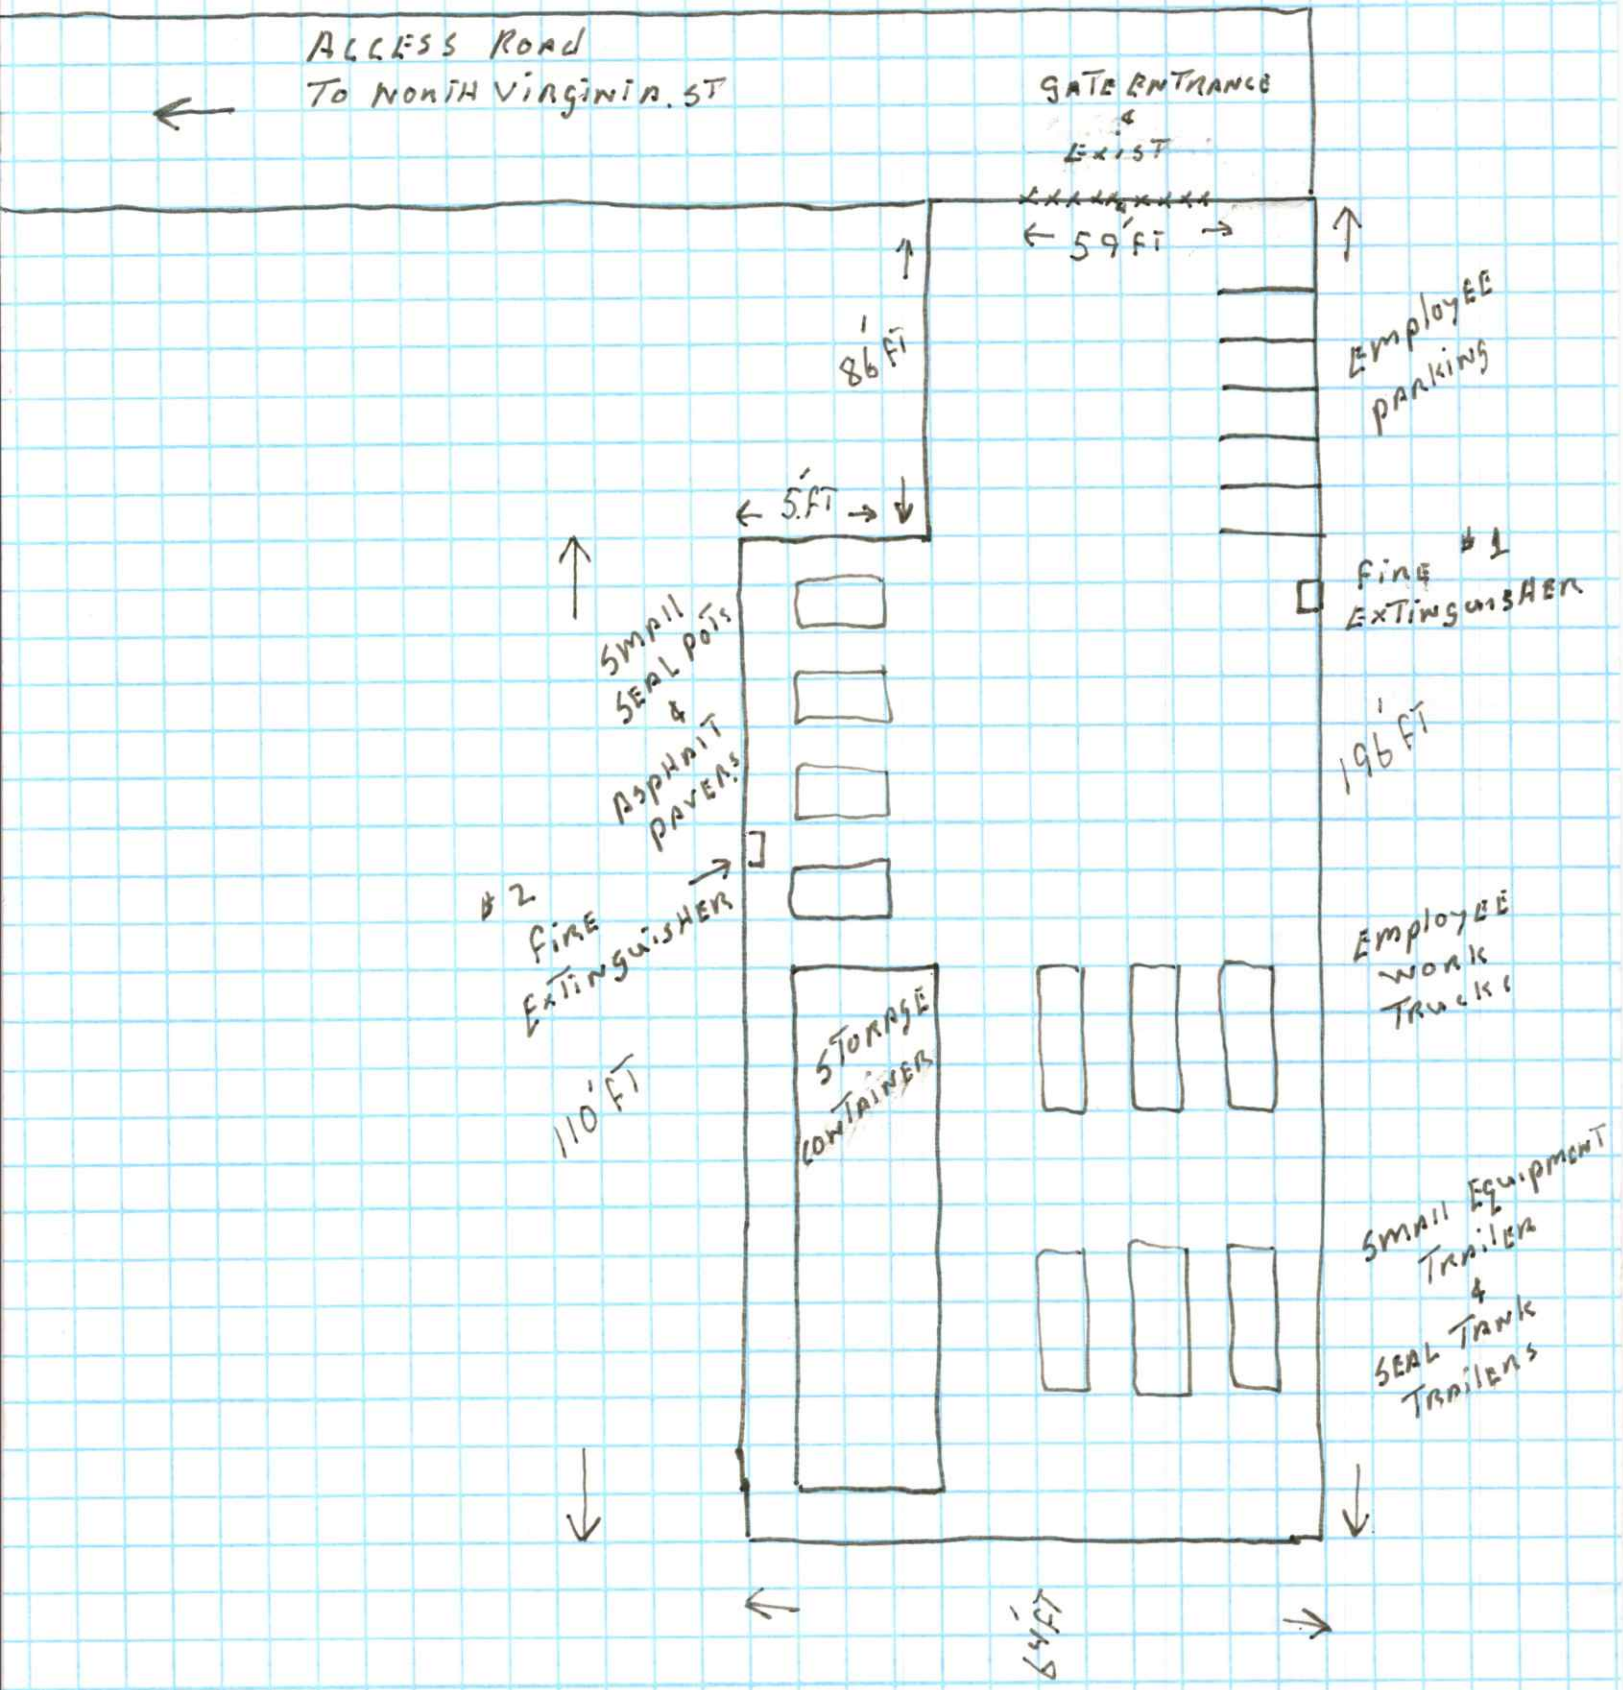 ACCESS ROAD
TO NORTH VIRGINIA. ST
←
GATE ENTRANCE
&
EXIST
xxxxxxxxx
← 59'FT →
86'FT
EMPLOYEE
PARKING
← 5'FT →
#1
FIRE
EXTINGUISHER
SMALL
SEAL POTS
&
ASPHALT
PAVERS
196'FT
#2
FIRE
EXTINGUISHER
EMPLOYEE
WORK
TRUCKS
STORAGE
CONTAINER
110'FT
SMALL EQUIPMENT
TRAILER
&
SEAL TANK
TRAILERS
64'FT